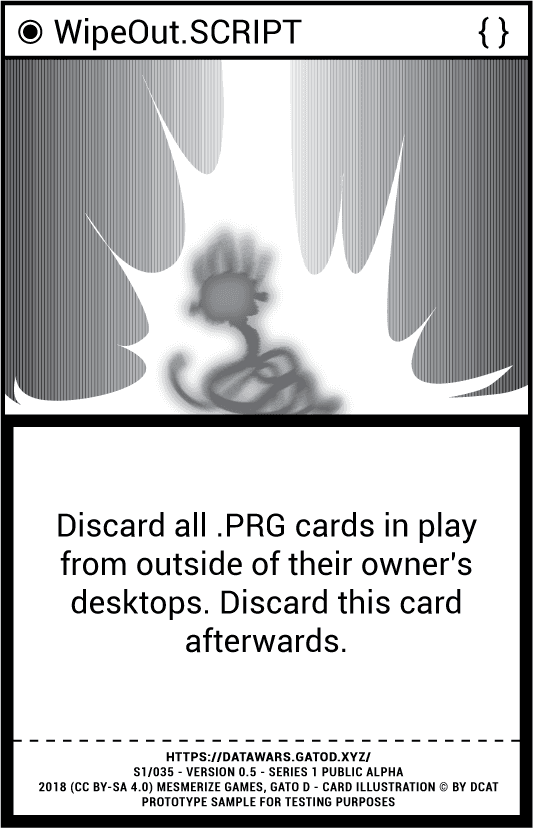 WipeOut.SCRIPT { }
Discard all .PRG cards in play
from outside of their owner's
desktops. Discard this card
afterwards.
HTTPS://DATAWARS.GATOD.XYZ/
S1/035 - VERSION 0.5 - SERIES 1 PUBLIC ALPHA
2018 (CC BY-SA 4.0) MESMERIZE GAMES, GATO D - CARD ILLUSTRATION © BY DCAT
PROTOTYPE SAMPLE FOR TESTING PURPOSES